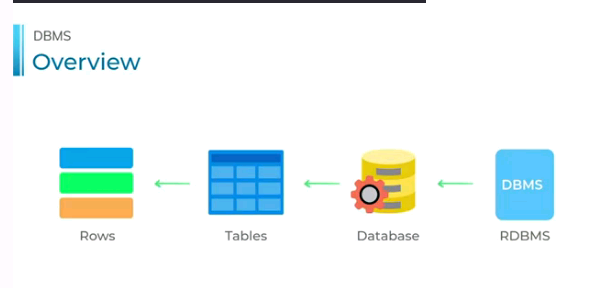 DBMS
Overview
DBMS
Rows
Tables
Database
RDBMS